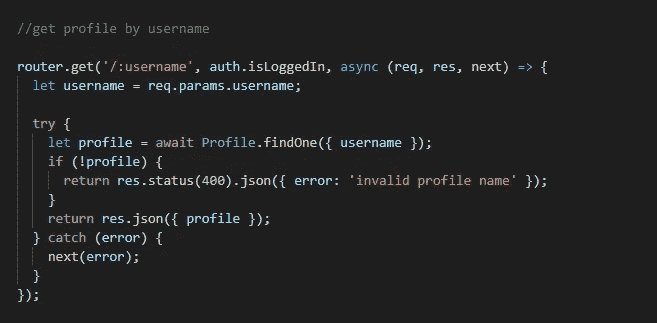 //get profile by username
router.get('/:username', auth.isLoggedIn, async (req, res, next) => {
let username = req.params.username;
try {
let profile = await Profile.findOne({ username });
if (!profile) {
return res.status(400).json({ error: 'invalid profile name' });
}
return res.json({ profile });
} catch (error) {
next(error);
}
});